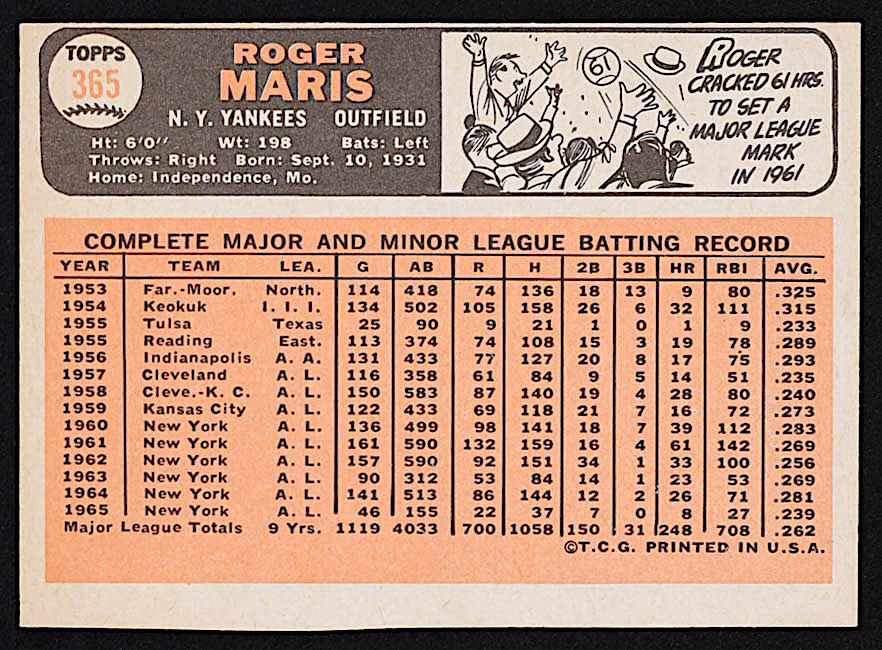 TOPPS
365
ROGER
MARIS
N. Y. YANKEES OUTFIELD
Ht: 6'0" Wt: 198 Bats: Left
Throws: Right Born: Sept. 10, 1931
Home: Independence, Mo.
61
ROGER
CRACKED 61 HRS.
TO SET A
MAJOR LEAGUE
MARK
IN 1961
COMPLETE MAJOR AND MINOR LEAGUE BATTING RECORD
YEAR TEAM LEA. G AB R H 2B 3B HR RBI AVG.
1953 Far.-Moor. North. 114 418 74 136 18 13 9 80 .325
1954 Keokuk I. I. I. 134 502 105 158 26 6 32 111 .315
1955 Tulsa Texas 25 90 9 21 1 0 1 9 .233
1955 Reading East. 113 374 74 108 15 3 19 78 .289
1956 Indianapolis A. A. 131 433 77 127 20 8 17 75 .293
1957 Cleveland A. L. 116 358 61 84 9 5 14 51 .235
1958 Cleve.-K. C. A. L. 150 583 87 140 19 4 28 80 .240
1959 Kansas City A. L. 122 433 69 118 21 7 16 72 .273
1960 New York A. L. 136 499 98 141 18 7 39 112 .283
1961 New York A. L. 161 590 132 159 16 4 61 142 .269
1962 New York A. L. 157 590 92 151 34 1 33 100 .256
1963 New York A. L. 90 312 53 84 14 1 23 53 .269
1964 New York A. L. 141 513 86 144 12 2 26 71 .281
1965 New York A. L. 46 155 22 37 7 0 8 27 .239
Major League Totals 9 Yrs. 1119 4033 700 1058 150 31 248 708 .262
©T.C.G. PRINTED IN U.S.A.